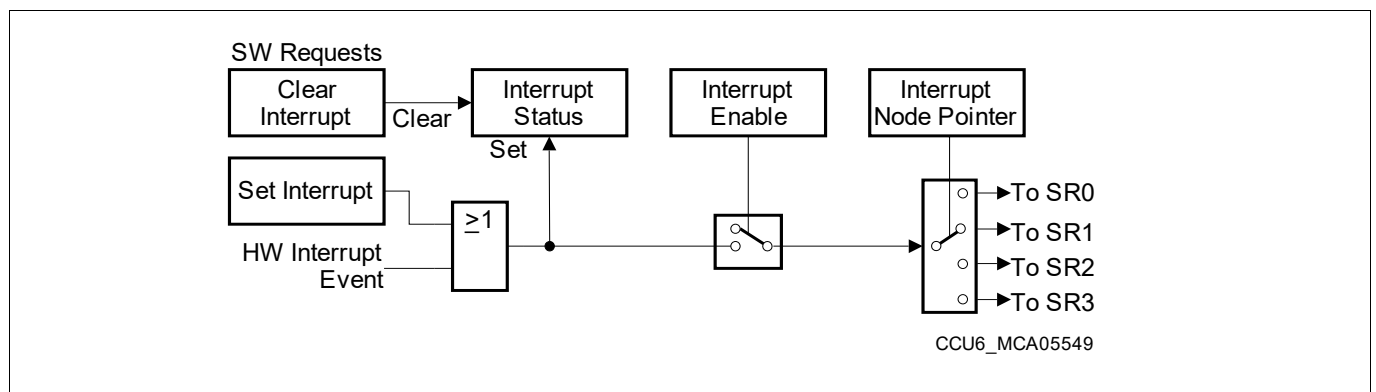 SW Requests
Clear
Interrupt
Clear
Interrupt
Status
Set
Interrupt
Enable
Interrupt
Node Pointer
Set Interrupt
≥1
HW Interrupt
Event
To SR0
To SR1
To SR2
To SR3
CCU6_MCA05549